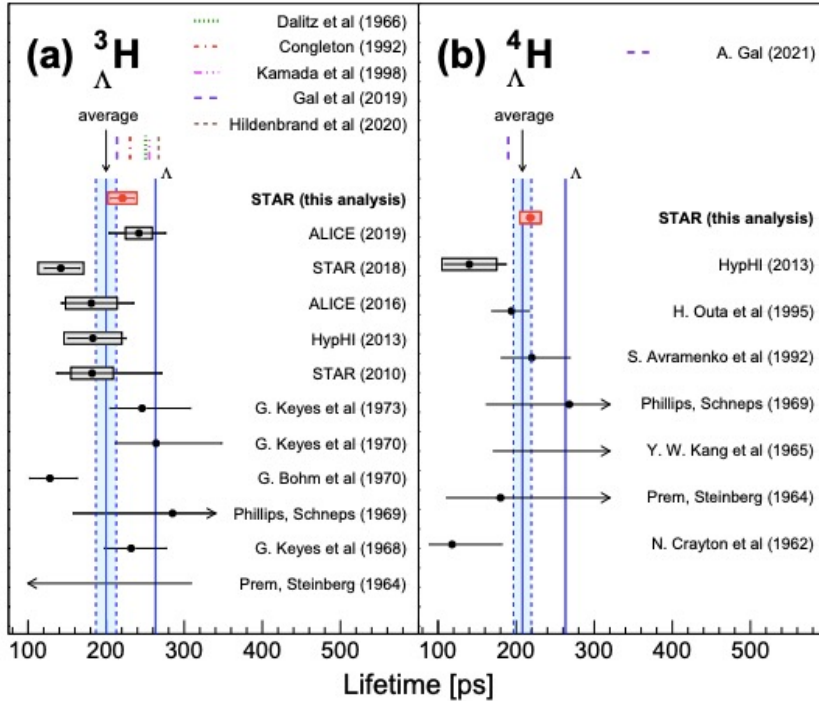 (a) ³ΛH
Dalitz et al (1966)
Congleton (1992)
Kamada et al (1998)
Gal et al (2019)
Hildenbrand et al (2020)
average
Λ
STAR (this analysis)
ALICE (2019)
STAR (2018)
ALICE (2016)
HypHI (2013)
STAR (2010)
G. Keyes et al (1973)
G. Keyes et al (1970)
G. Bohm et al (1970)
Phillips, Schneps (1969)
G. Keyes et al (1968)
Prem, Steinberg (1964)
100 200 300 400 500
(b) ⁴ΛH
A. Gal (2021)
average
Λ
STAR (this analysis)
HypHI (2013)
H. Outa et al (1995)
S. Avramenko et al (1992)
Phillips, Schneps (1969)
Y. W. Kang et al (1965)
Prem, Steinberg (1964)
N. Crayton et al (1962)
100 200 300 400 500
Lifetime [ps]